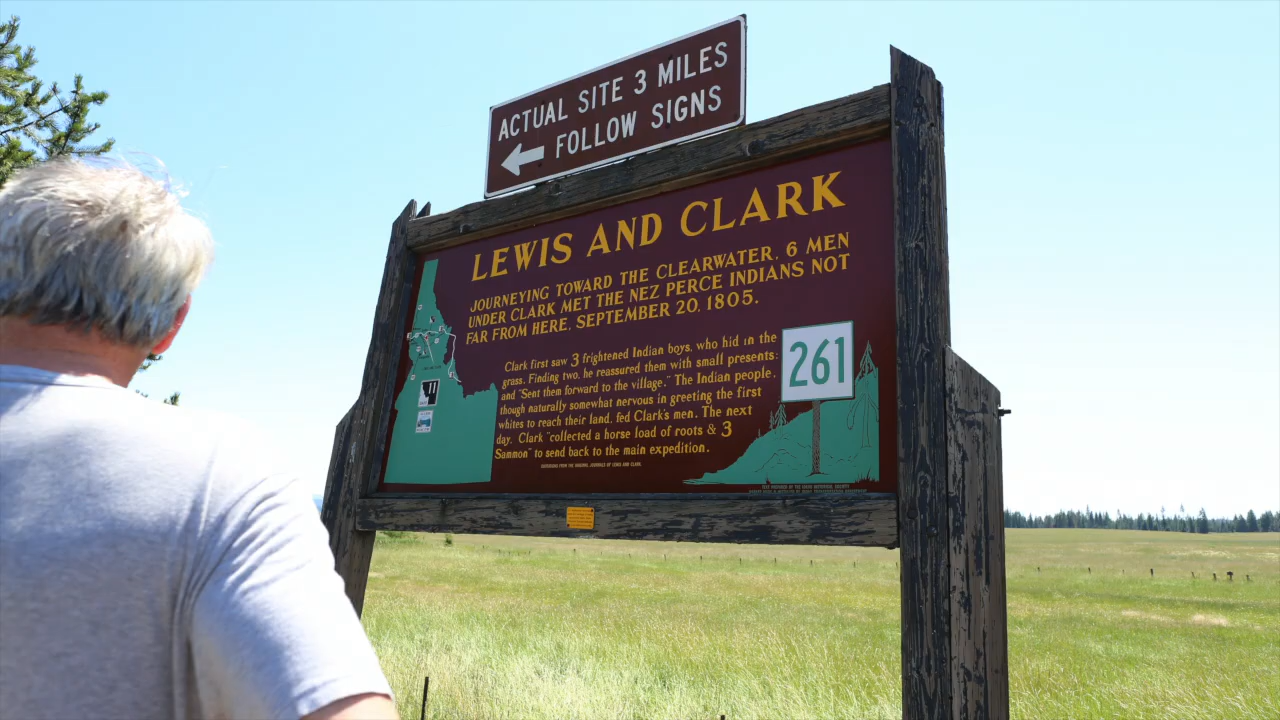 ACTUAL SITE 3 MILES
FOLLOW SIGNS
LEWIS AND CLARK
JOURNEYING TOWARD THE CLEARWATER, 6 MEN
UNDER CLARK MET THE NEZ PERCE INDIANS NOT
FAR FROM HERE, SEPTEMBER 20, 1805.
Clark first saw 3 frightened Indian boys, who hid in the
grass. Finding two, he reassured them with small presents:
and "Sent them forward to the village." The Indian people,
though naturally somewhat nervous in greeting the first
whites to reach their land, fed Clark's men. The next
day, Clark "collected a horse load of roots & 3
Sammon" to send back to the main expedition.
261